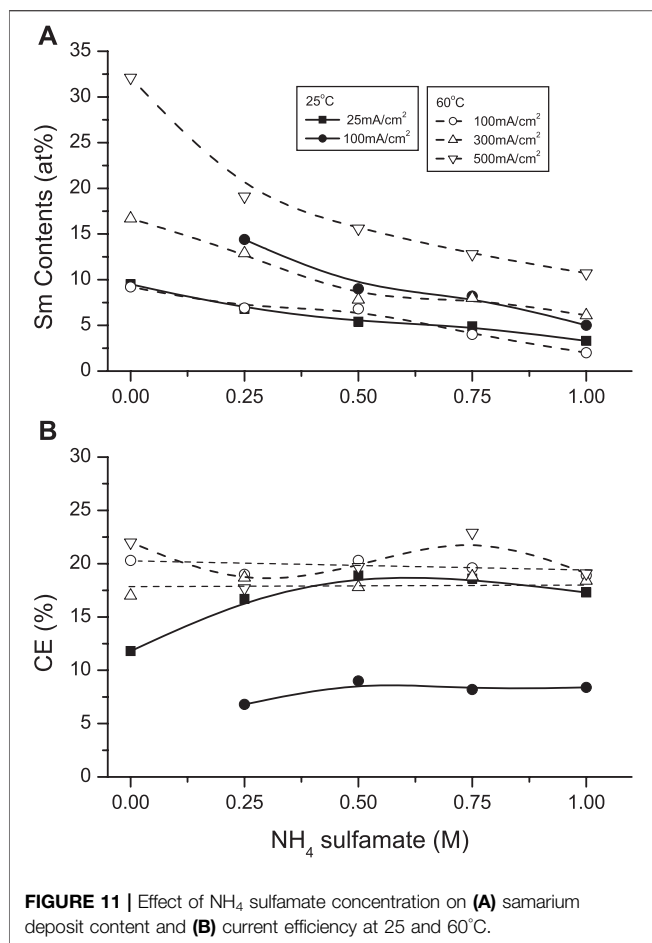 A
35
30
25
20
15
10
5
0
Sm Contents (at%)
25°C
25mA/cm²
100mA/cm²
60°C
100mA/cm²
300mA/cm²
500mA/cm²
0.00 0.25 0.50 0.75 1.00
B
30
25
20
15
10
5
0
CE (%)
0.00 0.25 0.50 0.75 1.00
NH₄ sulfamate (M)
FIGURE 11 | Effect of NH₄ sulfamate concentration on (A) samarium
deposit content and (B) current efficiency at 25 and 60°C.